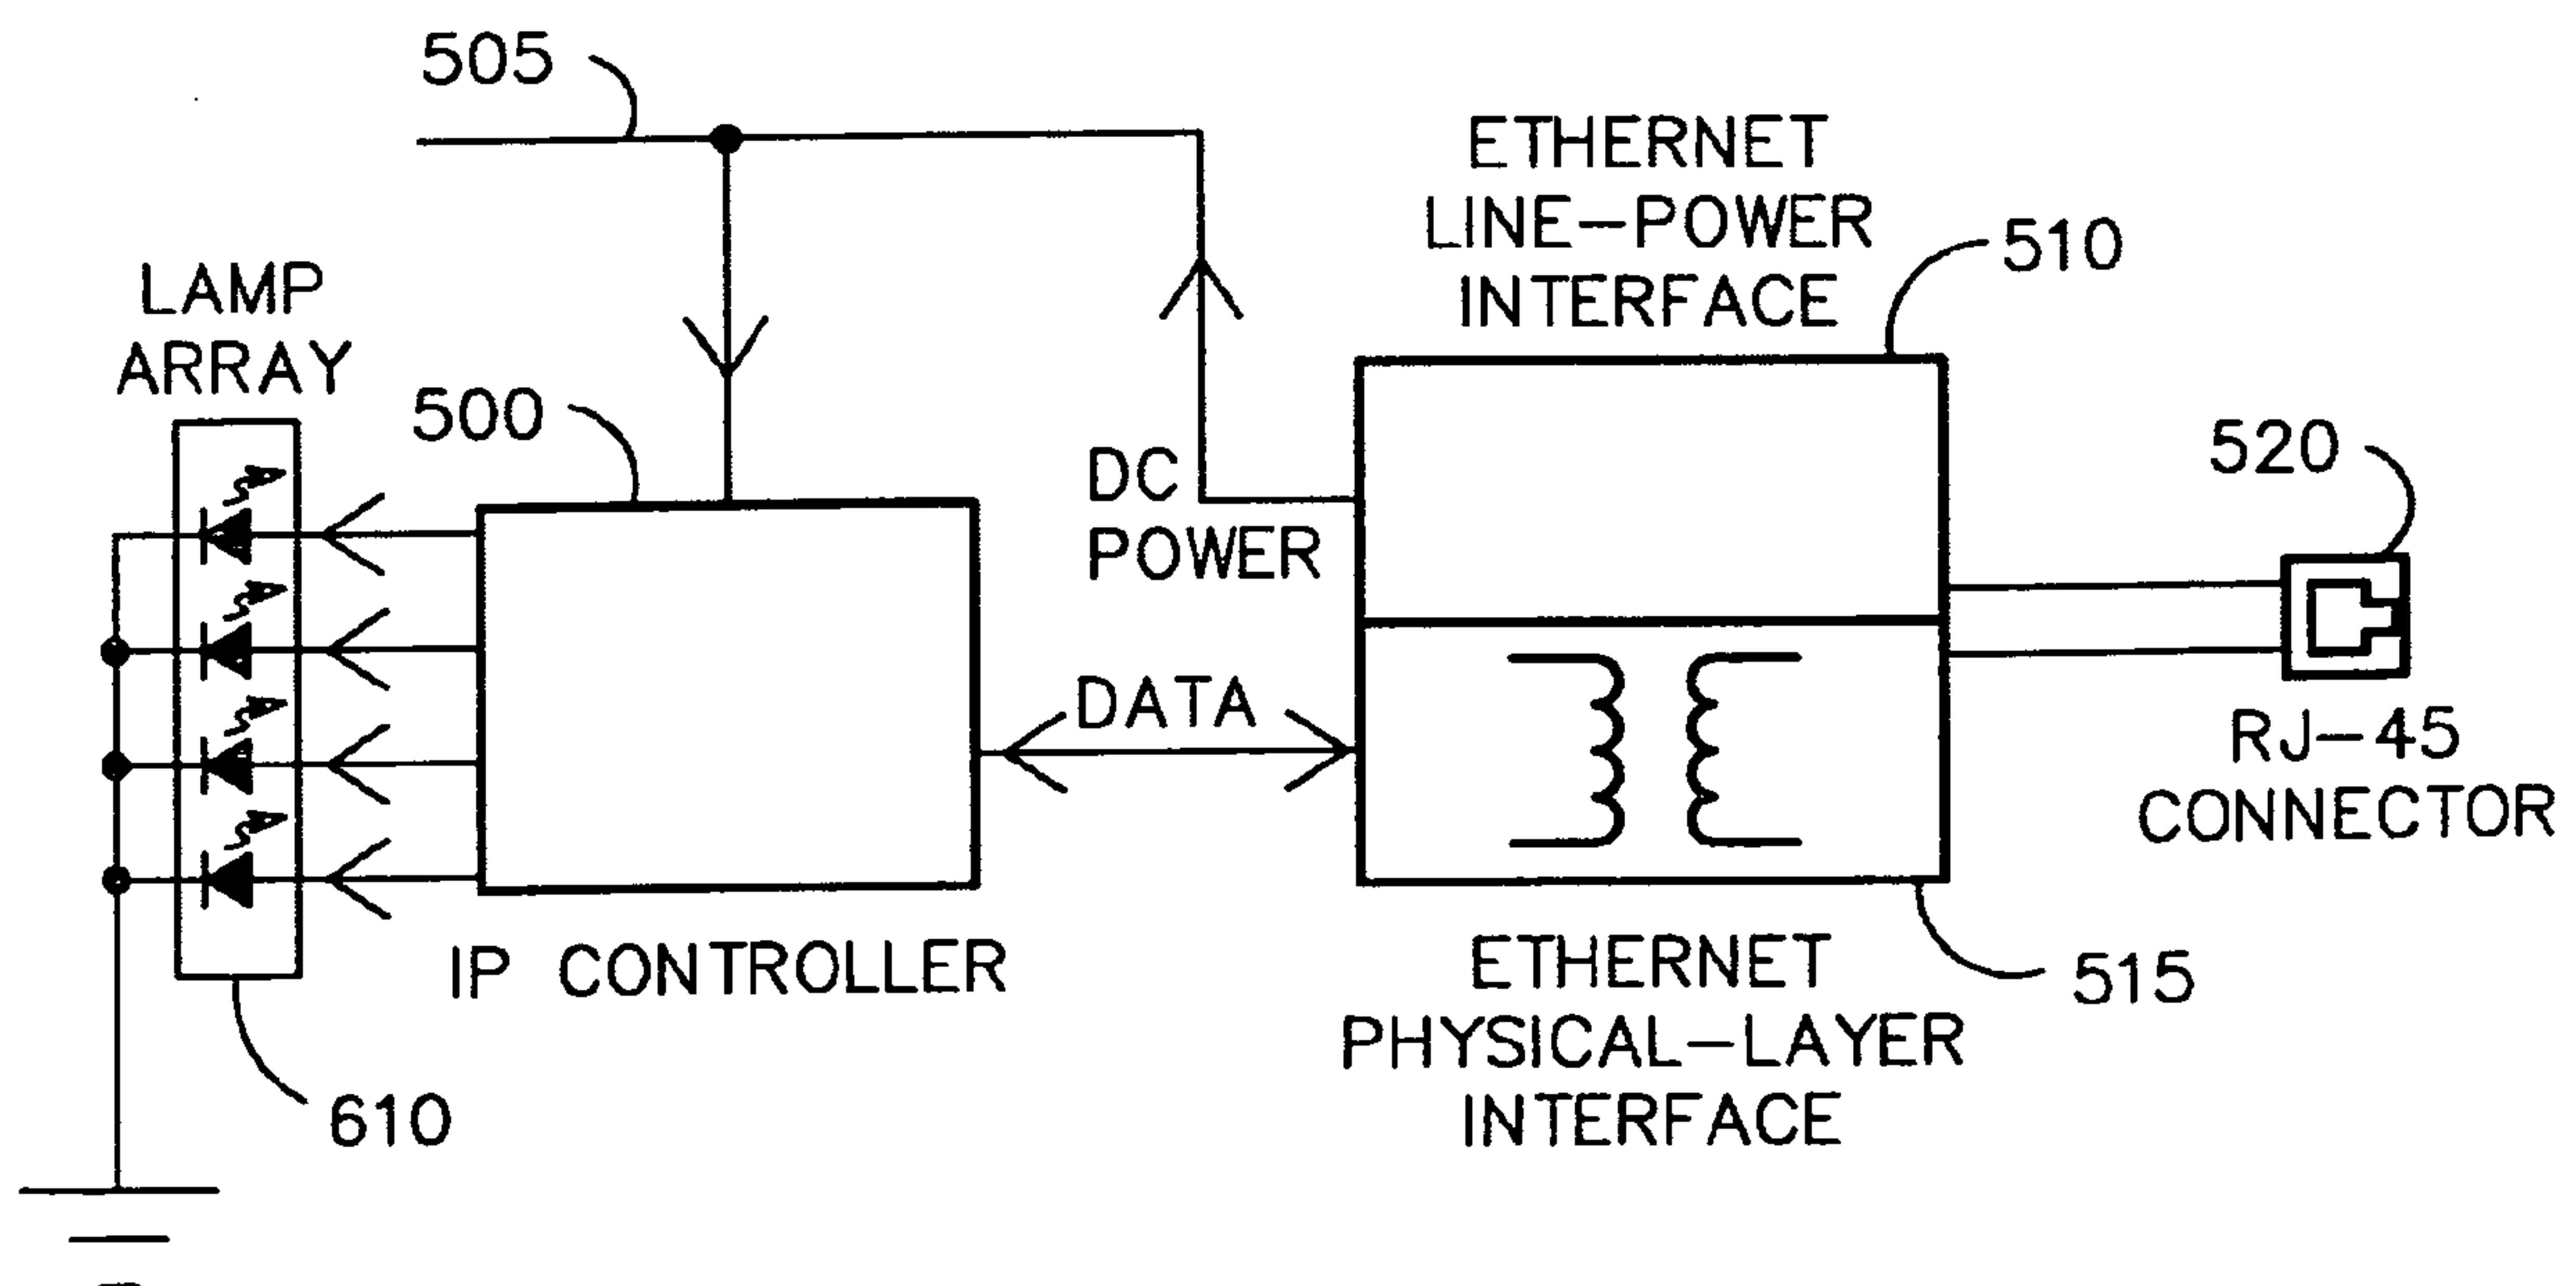 505
ETHERNET
LINE-POWER
INTERFACE
510
LAMP
ARRAY
500
DC
POWER
520
DATA
RJ-45
CONNECTOR
IP CONTROLLER
ETHERNET
PHYSICAL-LAYER
INTERFACE
515
610